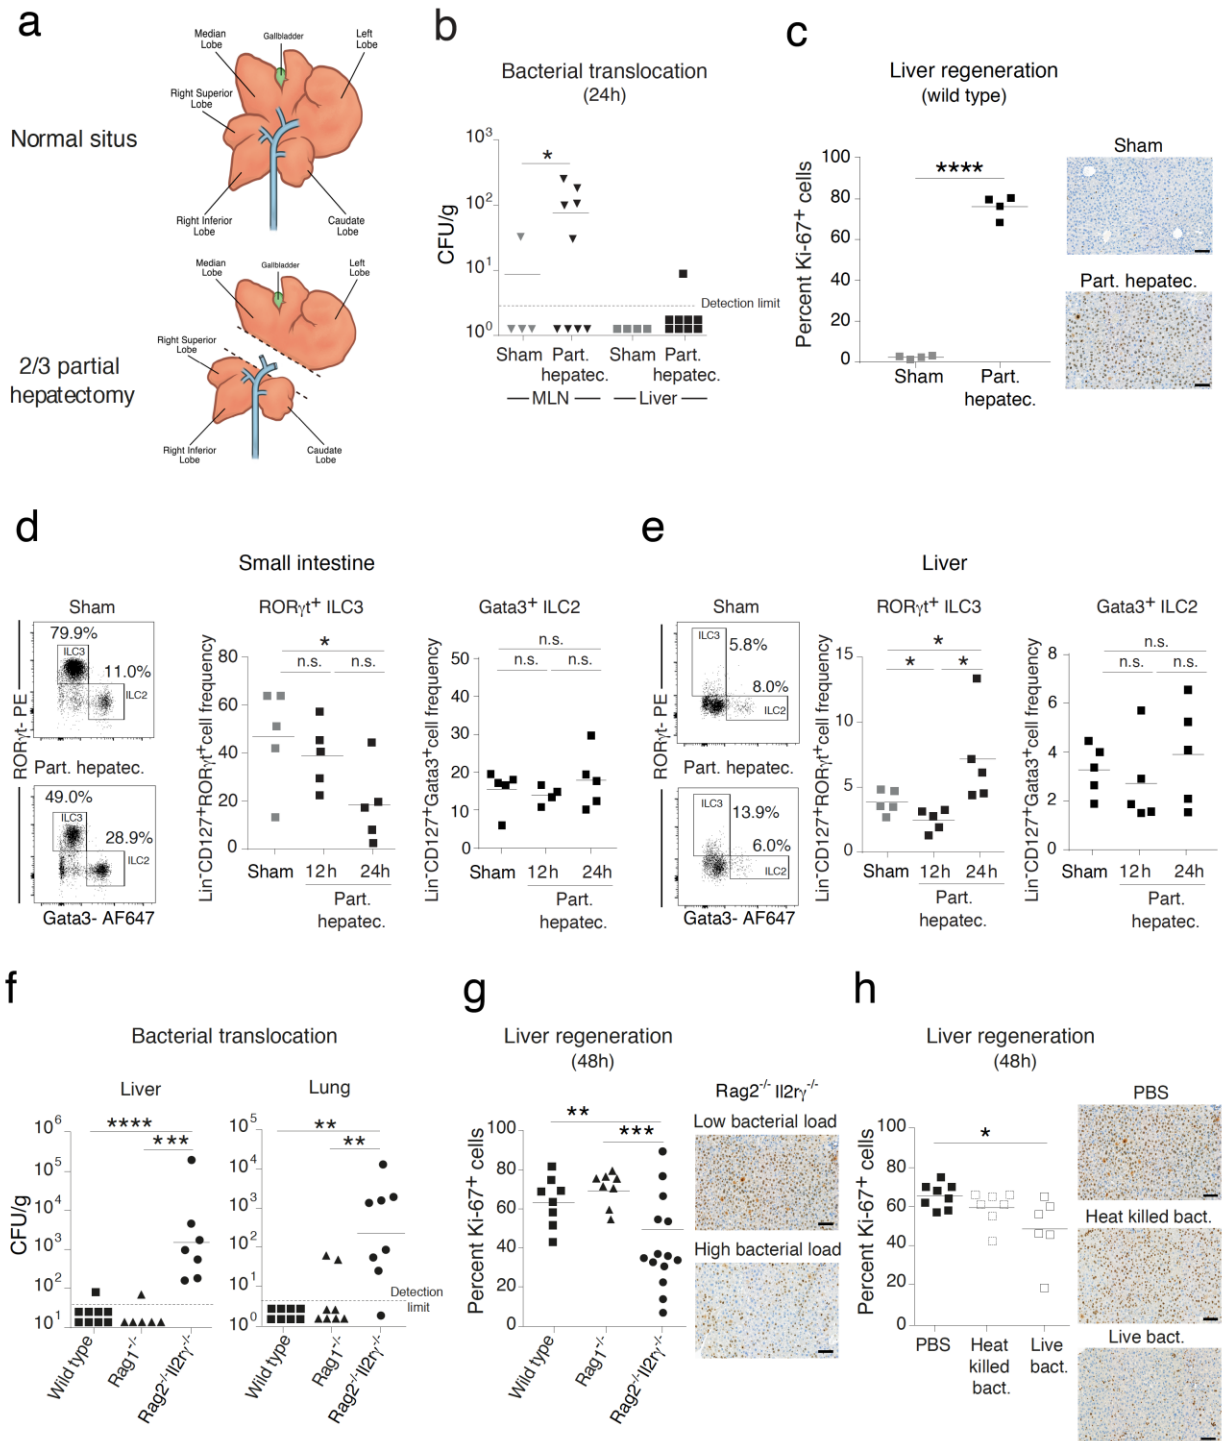 a
Median
Lobe
Gallbladder
Left
Lobe
Right Superior
Lobe
Normal situs
Right Inferior
Lobe
Caudate
Lobe
Median
Lobe
Gallbladder
Left
Lobe
Right Superior
Lobe
2/3 partial
hepatectomy
Right Inferior
Lobe
Caudate
Lobe
b
Bacterial translocation
(24h)
CFU/g
10³
10²
10¹
10⁰
*
Detection limit
Sham
Part.
hepatec.
Sham
Part.
hepatec.
MLN
Liver
c
Liver regeneration
(wild type)
Percent Ki-67⁺ cells
100
80
60
40
20
0
****
Sham
Part.
hepatec.
Sham
Part. hepatec.
d
Small intestine
Sham
79.9%
ILC3
11.0%
ILC2
RORγt- PE
Part. hepatec.
49.0%
ILC3
28.9%
ILC2
Gata3- AF647
RORγt⁺ ILC3
Lin⁻CD127⁺RORγt⁺cell frequency
80
60
40
20
0
*
n.s.
n.s.
Sham
12h
24h
Part.
hepatec.
Gata3⁺ ILC2
Lin⁻CD127⁺Gata3⁺cell frequency
50
40
30
20
10
0
n.s.
n.s.
n.s.
Sham
12h
24h
Part.
hepatec.
e
Liver
Sham
ILC3
5.8%
8.0%
ILC2
RORγt- PE
Part. hepatec.
ILC3
13.9%
6.0%
ILC2
Gata3- AF647
RORγt⁺ ILC3
Lin⁻CD127⁺RORγt⁺cell frequency
15
10
5
0
*
*
*
Sham
12h
24h
Part.
hepatec.
Gata3⁺ ILC2
Lin⁻CD127⁺Gata3⁺cell frequency
8
6
4
2
0
n.s.
n.s.
n.s.
Sham
12h
24h
Part.
hepatec.
f
Bacterial translocation
Liver
CFU/g
10⁶
10⁵
10⁴
10³
10²
10¹
****
***
Wild type
Rag1⁻/⁻
Rag2⁻/⁻Il2rγ⁻/⁻
Lung
10⁵
10⁴
10³
10²
10¹
10⁰
**
**
Detection
limit
Wild type
Rag1⁻/⁻
Rag2⁻/⁻Il2rγ⁻/⁻
g
Liver regeneration
(48h)
Percent Ki-67⁺ cells
100
80
60
40
20
0
**
***
Wild type
Rag1⁻/⁻
Rag2⁻/⁻Il2rγ⁻/⁻
Rag2⁻/⁻ Il2rγ⁻/⁻
Low bacterial load
High bacterial load
h
Liver regeneration
(48h)
Percent Ki-67⁺ cells
100
80
60
40
20
0
*
PBS
Heat
killed
bact.
Live
bact.
PBS
Heat killed bact.
Live bact.